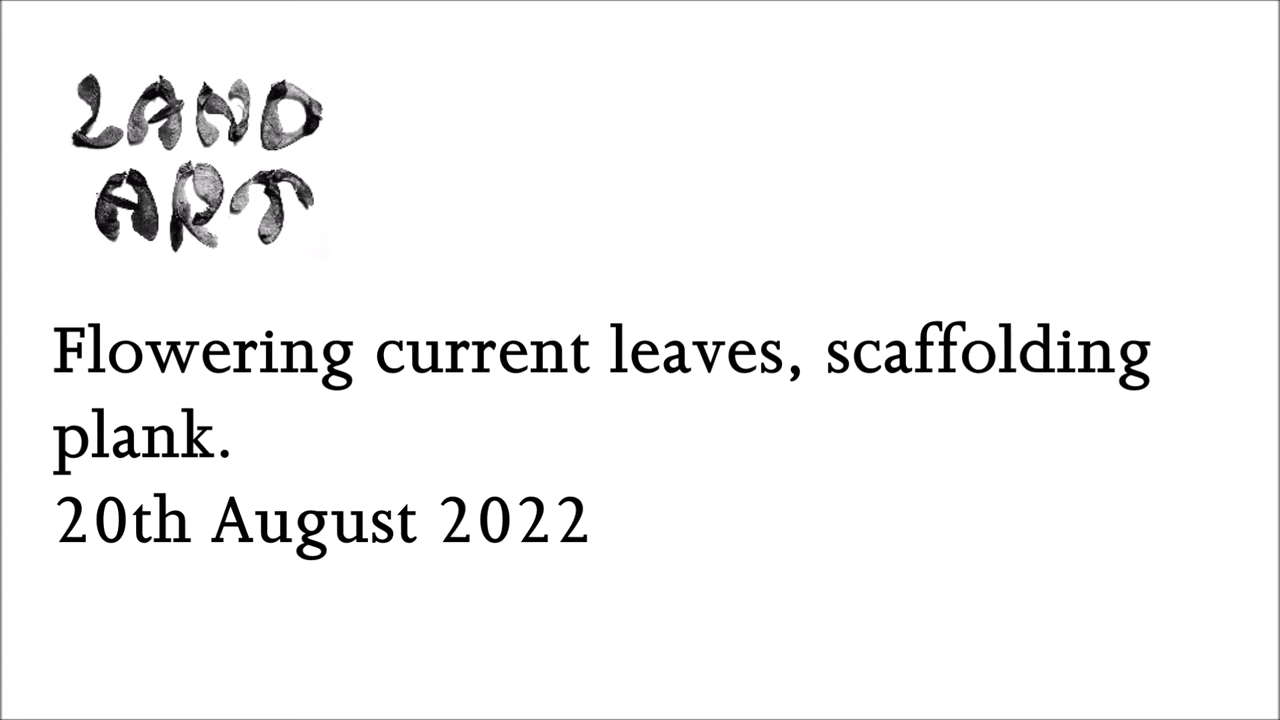 LAND
ART
Flowering current leaves, scaffolding
plank.
20th August 2022